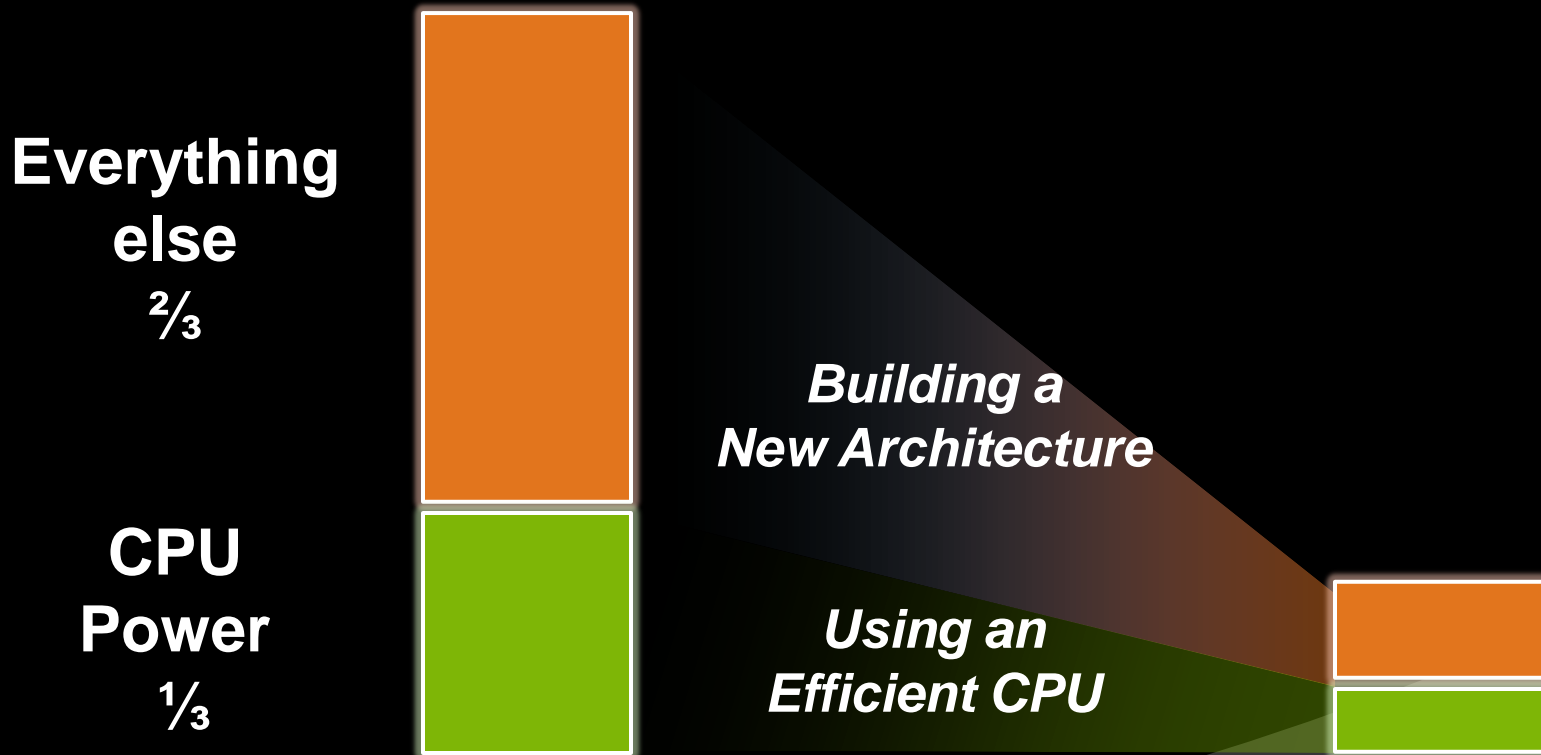 Everything
else
⅔
Building a
New Architecture
CPU
Power
⅓
Using an
Efficient CPU